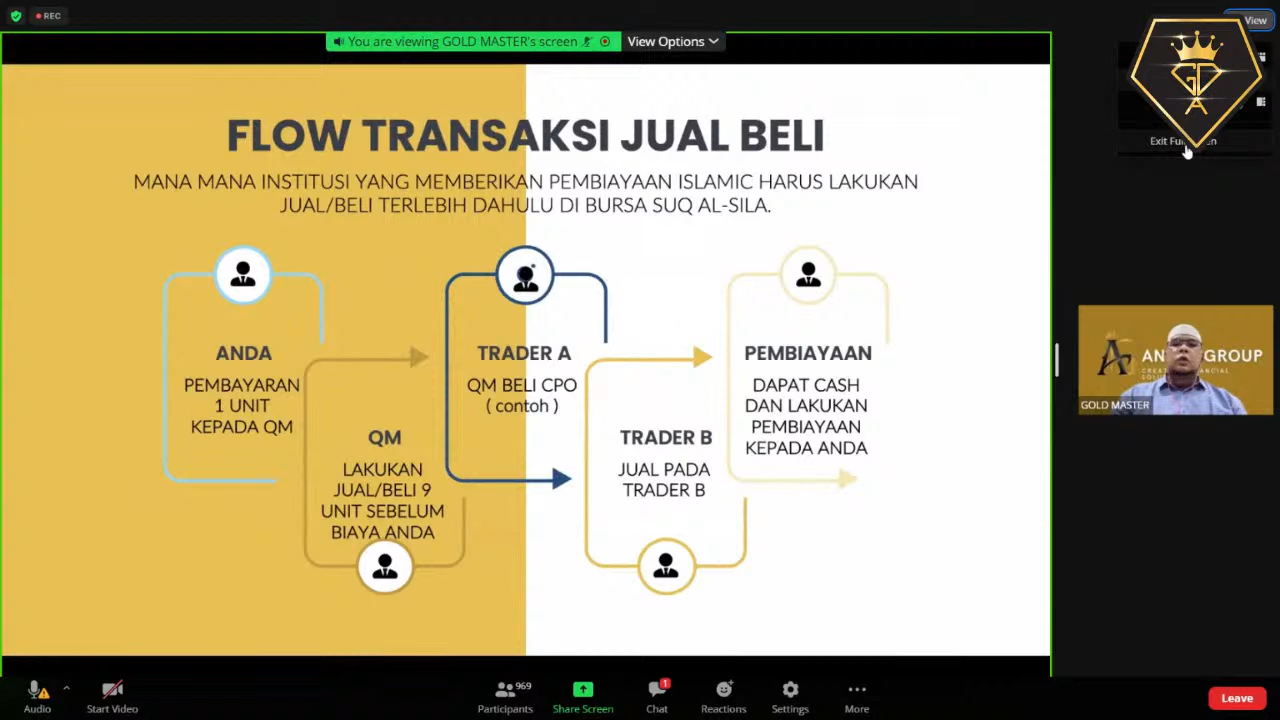 REC
View
You are viewing GOLD MASTER's screen
View Options
Exit Fu
FLOW TRANSAKSI JUAL BELI
MANA MANA INSTITUSI YANG MEMBERIKAN PEMBIAYAAN ISLAMIC HARUS LAKUKAN
JUAL/BELI TERLEBIH DAHULU DI BURSA SUQ AL-SILA.
ANDA
PEMBAYARAN
1 UNIT
KEPADA QM
QM
LAKUKAN
JUAL/BELI 9
UNIT SEBELUM
BIAYA ANDA
TRADER A
QM BELI CPO
( contoh )
TRADER B
JUAL PADA
TRADER B
PEMBIAYAAN
DAPAT CASH
DAN LAKUKAN
PEMBIAYAAN
KEPADA ANDA
GROUP
GOLD MASTER
Audio
Start Video
969
Participants
Share Screen
1
Chat
Reactions
Settings
More
Leave